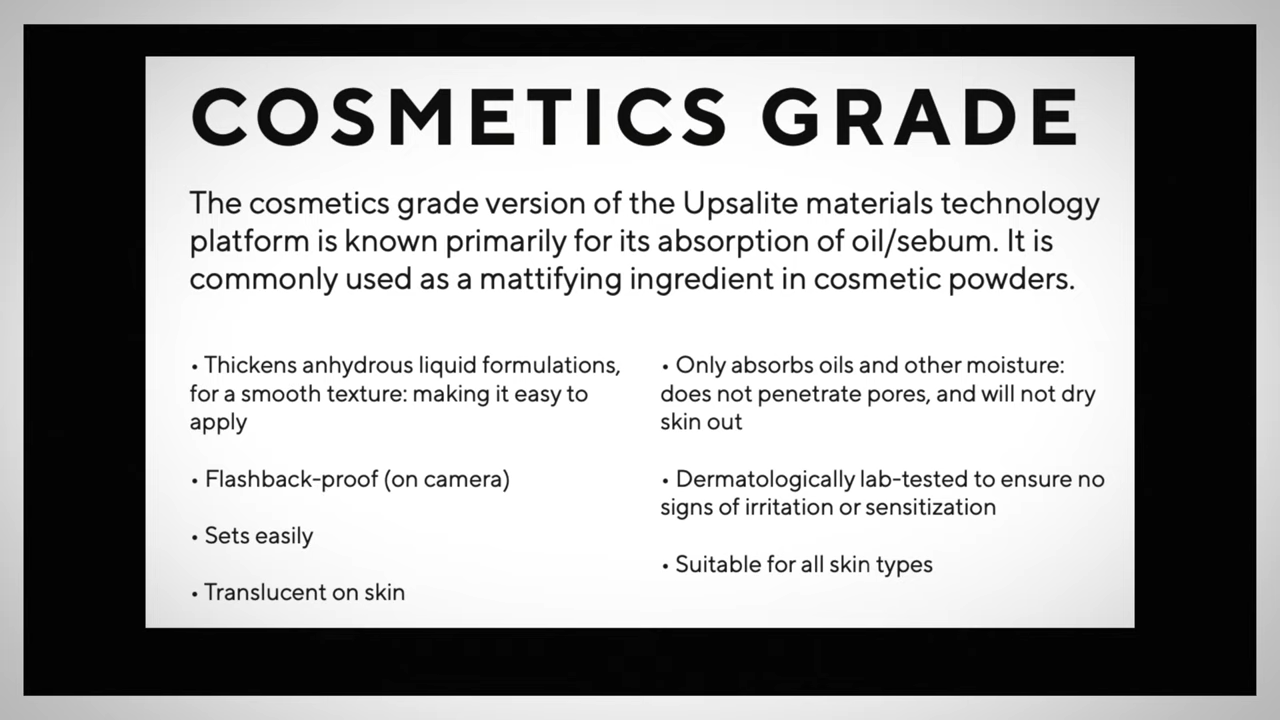 COSMETICS GRADE
The cosmetics grade version of the Upsalite materials technology
platform is known primarily for its absorption of oil/sebum. It is
commonly used as a mattifying ingredient in cosmetic powders.
• Thickens anhydrous liquid formulations,
for a smooth texture: making it easy to
apply
• Flashback-proof (on camera)
• Sets easily
• Translucent on skin
• Only absorbs oils and other moisture:
does not penetrate pores, and will not dry
skin out
• Dermatologically lab-tested to ensure no
signs of irritation or sensitization
• Suitable for all skin types